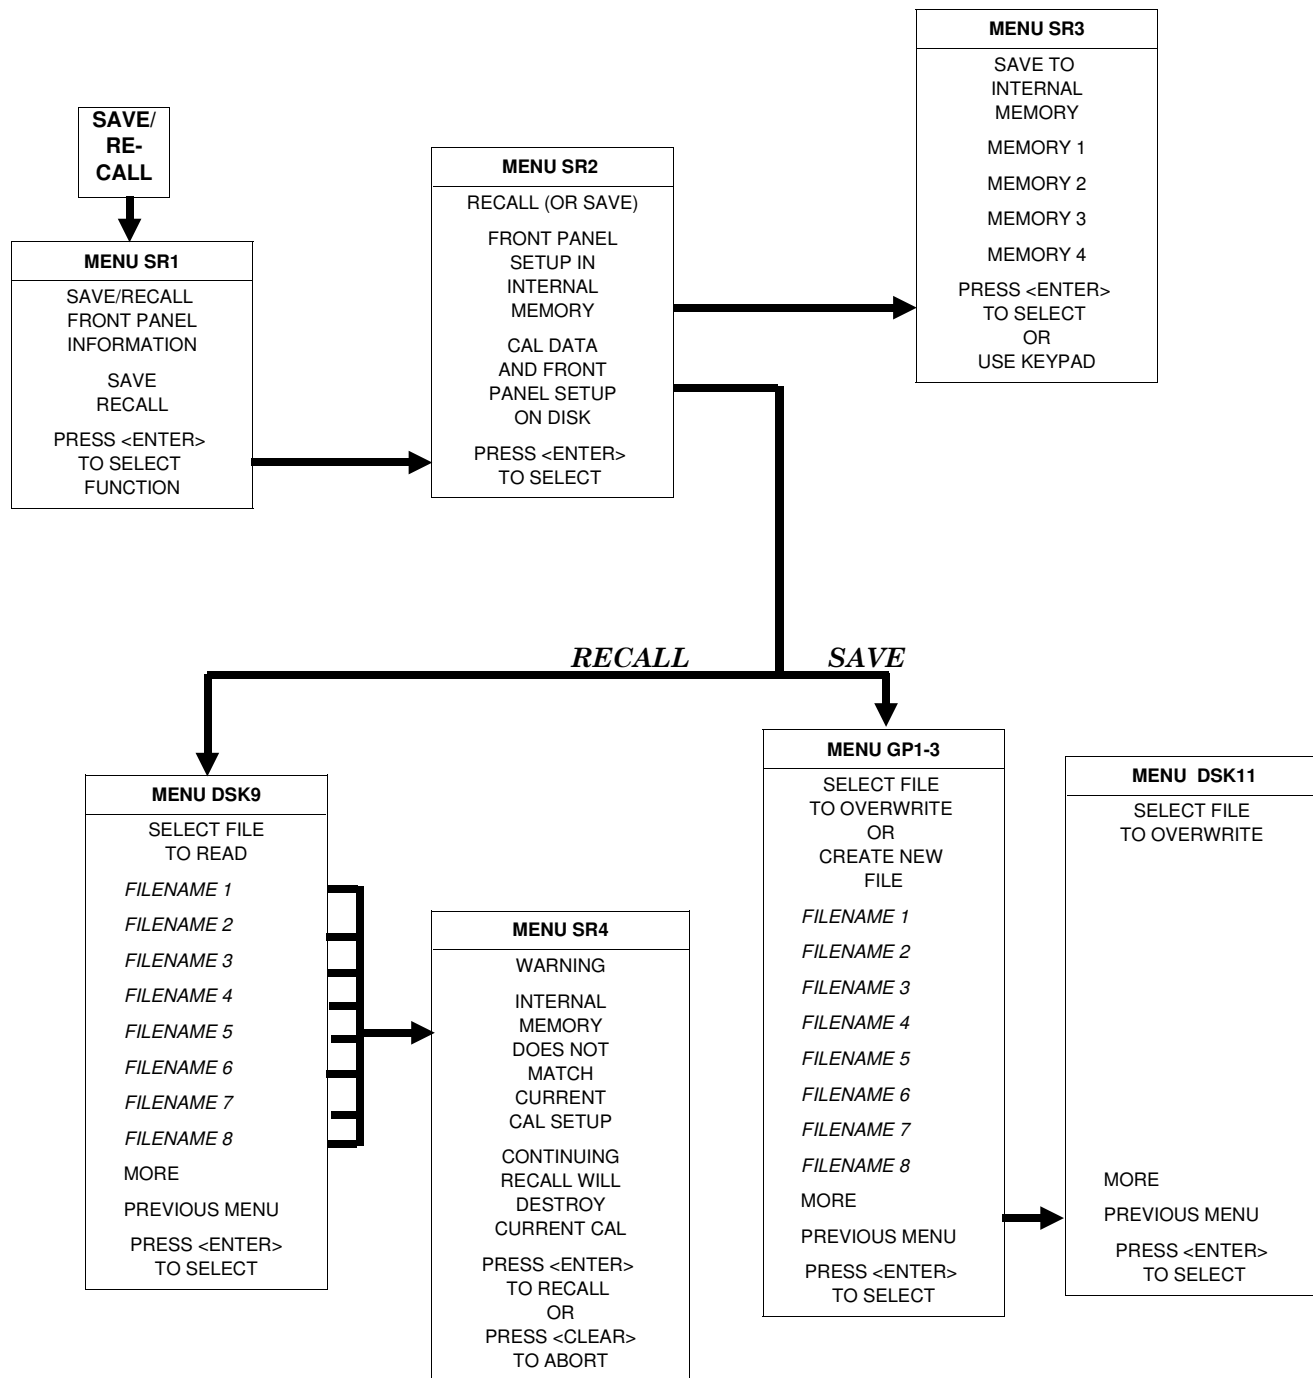 SAVE/
RE-
CALL
MENU SR1
SAVE/RECALL
FRONT PANEL
INFORMATION
SAVE
RECALL
PRESS <ENTER>
TO SELECT
FUNCTION
MENU SR2
RECALL (OR SAVE)
FRONT PANEL
SETUP IN
INTERNAL
MEMORY
CAL DATA
AND FRONT
PANEL SETUP
ON DISK
PRESS <ENTER>
TO SELECT
MENU SR3
SAVE TO
INTERNAL
MEMORY
MEMORY 1
MEMORY 2
MEMORY 3
MEMORY 4
PRESS <ENTER>
TO SELECT
OR
USE KEYPAD
RECALL
SAVE
MENU DSK9
SELECT FILE
TO READ
FILENAME 1
FILENAME 2
FILENAME 3
FILENAME 4
FILENAME 5
FILENAME 6
FILENAME 7
FILENAME 8
MORE
PREVIOUS MENU
PRESS <ENTER>
TO SELECT
MENU SR4
WARNING
INTERNAL
MEMORY
DOES NOT
MATCH
CURRENT
CAL SETUP
CONTINUING
RECALL WILL
DESTROY
CURRENT CAL
PRESS <ENTER>
TO RECALL
OR
PRESS <CLEAR>
TO ABORT
MENU GP1-3
SELECT FILE
TO OVERWRITE
OR
CREATE NEW
FILE
FILENAME 1
FILENAME 2
FILENAME 3
FILENAME 4
FILENAME 5
FILENAME 6
FILENAME 7
FILENAME 8
MORE
PREVIOUS MENU
PRESS <ENTER>
TO SELECT
MENU DSK11
SELECT FILE
TO OVERWRITE
MORE
PREVIOUS MENU
PRESS <ENTER>
TO SELECT